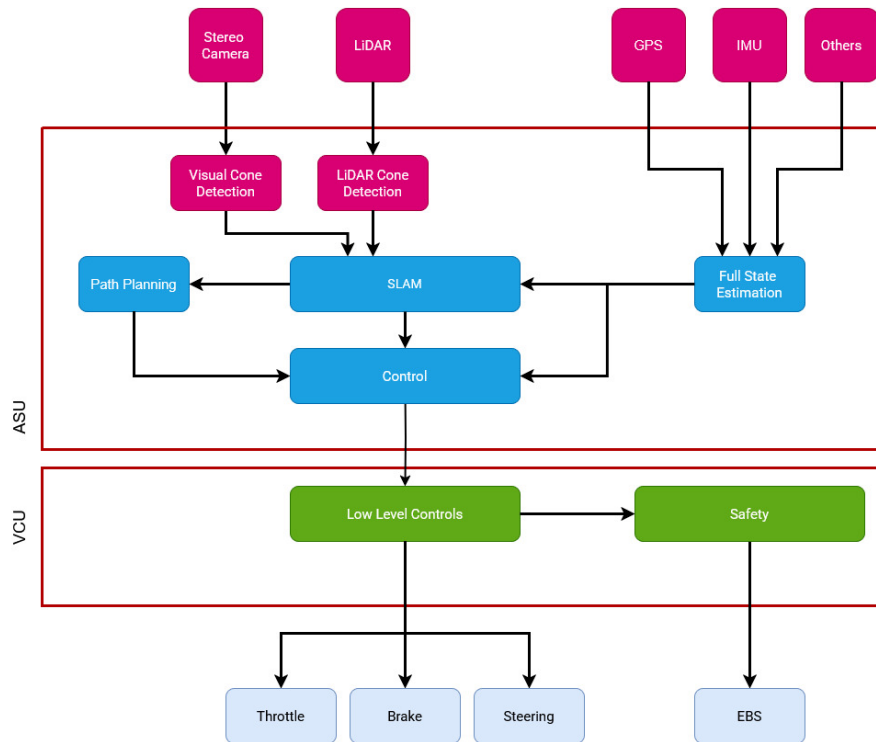 Stereo
Camera
LiDAR
GPS
IMU
Others
Visual Cone
Detection
LiDAR Cone
Detection
Path Planning
SLAM
Full State
Estimation
Control
ASU
Low Level Controls
Safety
VCU
Throttle
Brake
Steering
EBS